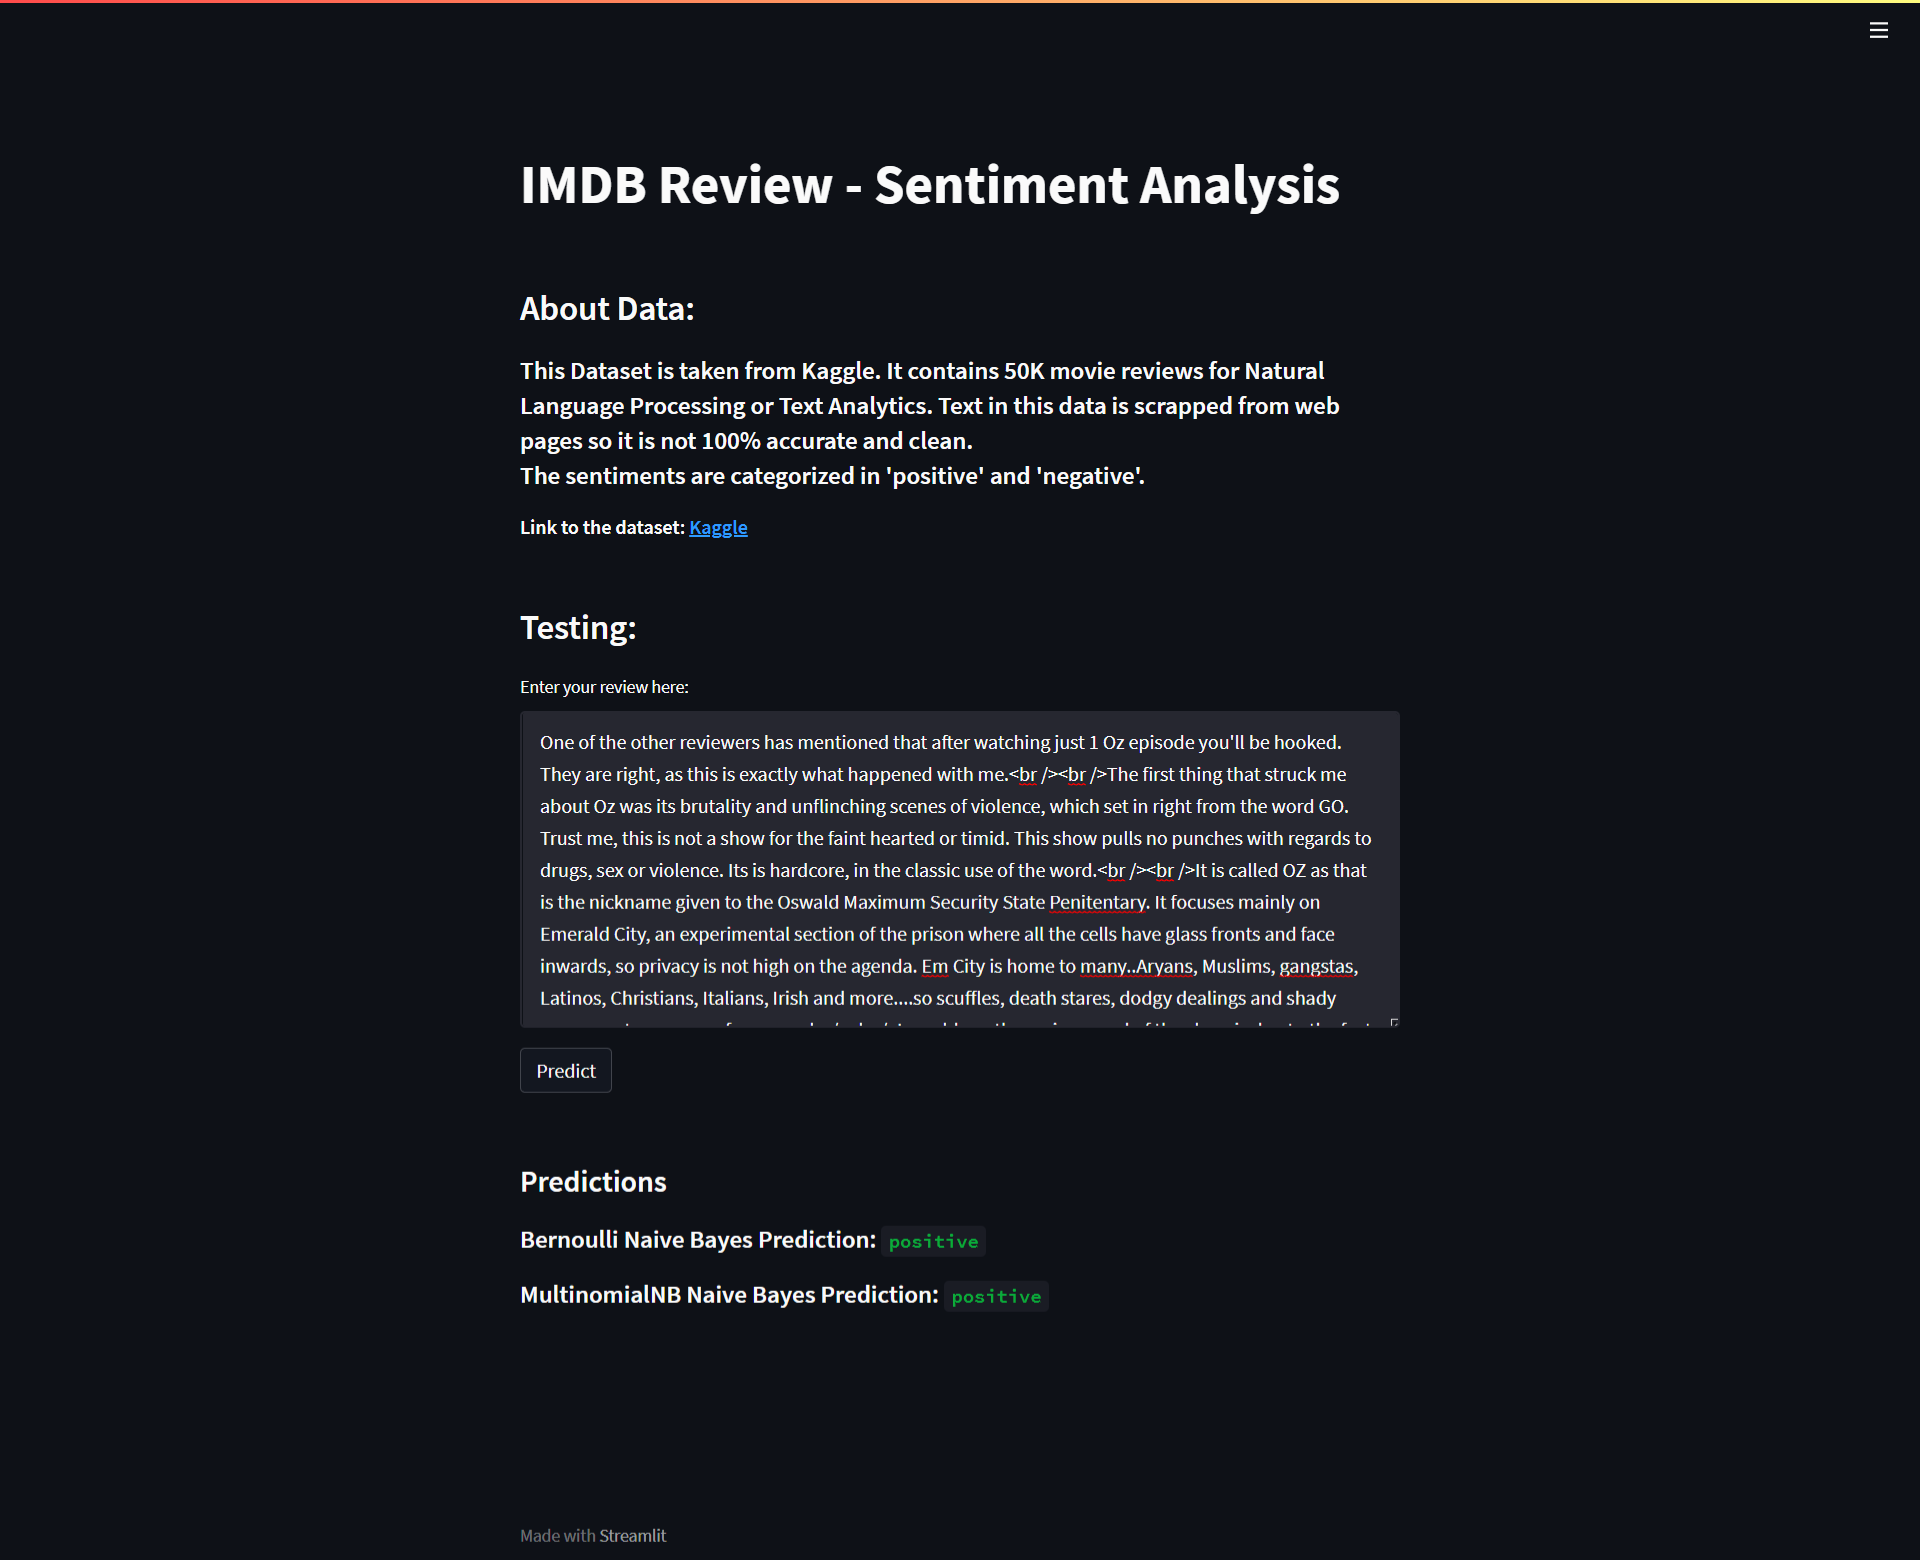 IMDB Review - Sentiment Analysis
About Data:
This Dataset is taken from Kaggle. It contains 50K movie reviews for Natural
Language Processing or Text Analytics. Text in this data is scrapped from web
pages so it is not 100% accurate and clean.
The sentiments are categorized in 'positive' and 'negative'.
Link to the dataset: Kaggle
Testing:
Enter your review here:
One of the other reviewers has mentioned that after watching just 1 Oz episode you'll be hooked.
They are right, as this is exactly what happened with me.<br /><br />The first thing that struck me
about Oz was its brutality and unflinching scenes of violence, which set in right from the word GO.
Trust me, this is not a show for the faint hearted or timid. This show pulls no punches with regards to
drugs, sex or violence. Its is hardcore, in the classic use of the word.<br /><br />It is called OZ as that
is the nickname given to the Oswald Maximum Security State Penitentary. It focuses mainly on
Emerald City, an experimental section of the prison where all the cells have glass fronts and face
inwards, so privacy is not high on the agenda. Em City is home to many..Aryans, Muslims, gangstas,
Latinos, Christians, Italians, Irish and more....so scuffles, death stares, dodgy dealings and shady
Predict
Predictions
Bernoulli Naive Bayes Prediction: positive
MultinomialNB Naive Bayes Prediction: positive
Made with Streamlit